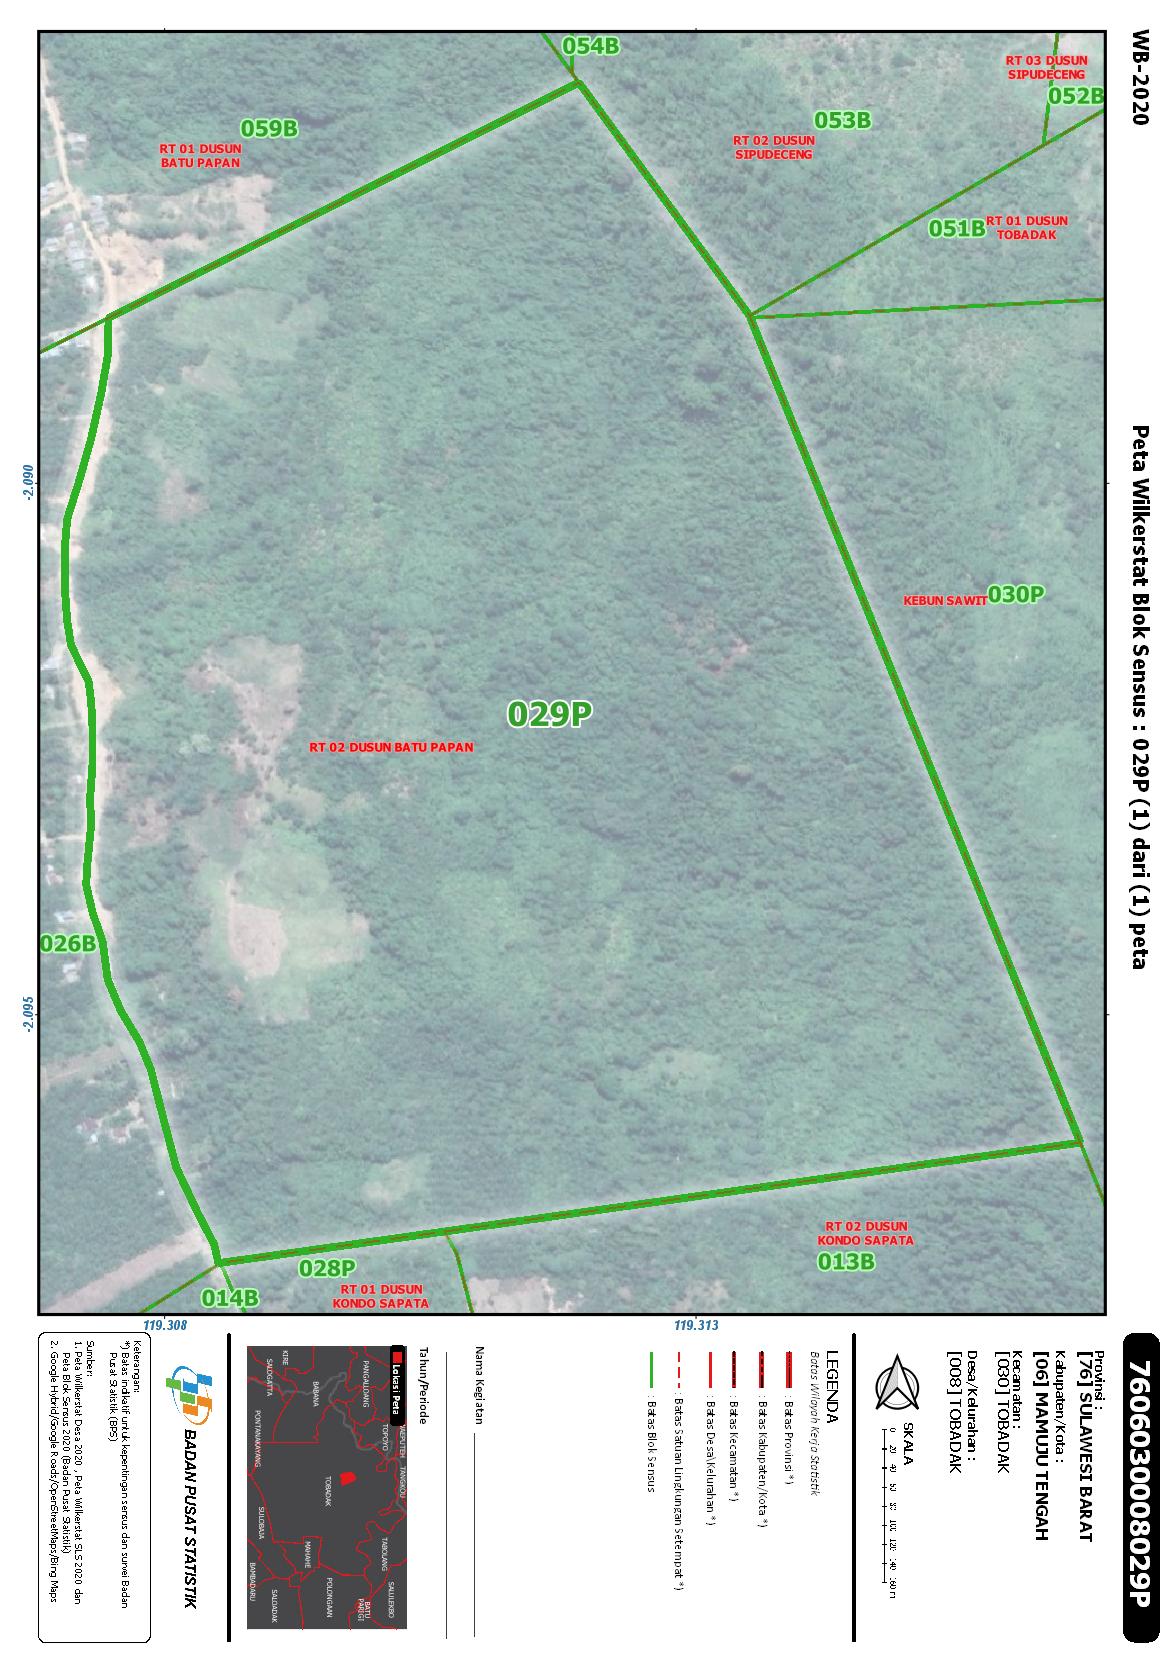 WB-2020
Peta Wilkerstat Blok Sensus : 029P (1) dari (1) peta
7606030008029P
054B
RT 03 DUSUN
SIPUDECENG
052B
059B
053B
RT 01 DUSUN
BATU PAPAN
RT 02 DUSUN
SIPUDECENG
051B
RT 01 DUSUN
TOBADAK
-2.090
KEBUN SAWIT
030P
029P
RT 02 DUSUN BATU PAPAN
026B
-2.095
RT 02 DUSUN
KONDO SAPATA
013B
028P
RT 01 DUSUN
KONDO SAPATA
014B
119.308
119.313
Provinsi :
[76] SULAWESI BARAT
Kabupaten/Kota :
[06] MAMUJU TENGAH
Kecamatan :
[030] TOBADAK
Desa/Kelurahan :
[008] TOBADAK
SKALA
0 20 40 60 80 100 120 140 160 m
LEGENDA
Batas Wilayah Kerja Statistik
: Batas Provinsi *)
: Batas Kabupaten/Kota *)
: Batas Kecamatan *)
: Batas Desa\Kelurahan *)
: Batas Satuan Lingkungan Setempat *)
: Batas Blok Sensus
Nama Kegiatan
Tahun/Periode
Lokasi Peta
KIRE
SALOGATTA
BABANA
PANGALLOANG
TOPOYO
WAEPUTEH
TANGKOU
PONTANAKAYANG
TOBADAK
SULOBAJA
MAHAHE
TABOLANG
BAMBADARU
SALOADAK
POLONGAAN
BATU
PARIGI
SALULEKBO
BADAN PUSAT STATISTIK
Keterangan:
*) Batas indikatif untuk kepentingan sensus dan survei Badan
Pusat Statistik (BPS)
Sumber:
1. Peta Wilkerstat Desa 2020 , Peta Wilkerstat SLS 2020 dan
Peta Blok Sensus 2020 (Badan Pusat Statistik)
2. Google Hybrid/Google Roads/OpenStreetMaps/Bing Maps